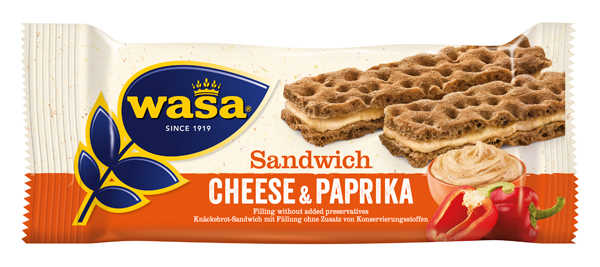 wasa®
SINCE 1919
Sandwich
CHEESE & PAPRIKA
Filling without added preservatives
Knäckebrot-Sandwich mit Füllung ohne Zusatz von Konservierungsstoffen